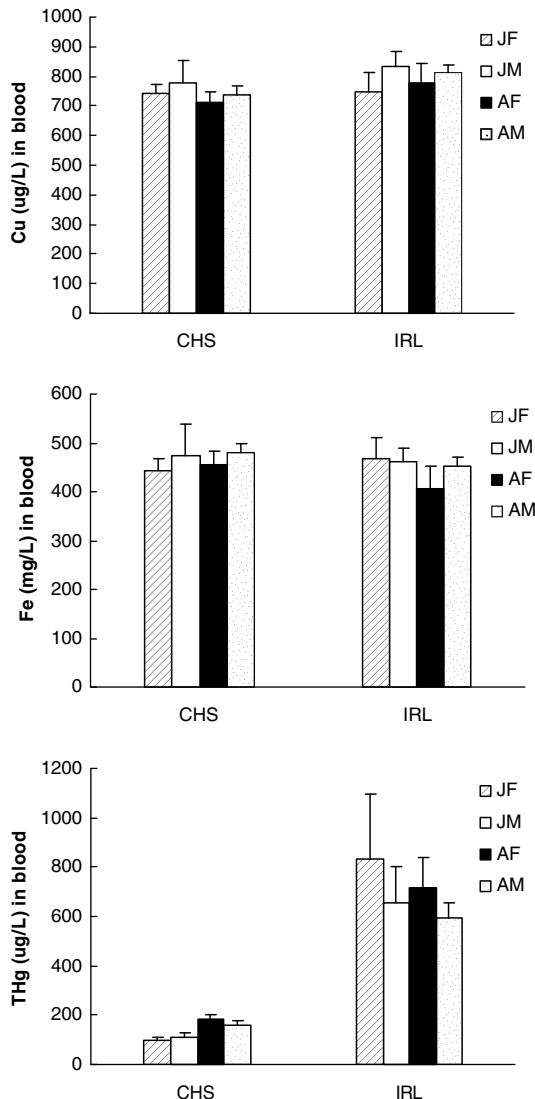 Cu (ug/L) in blood
1000
900
800
700
600
500
400
300
200
100
0
CHS
IRL
JF
JM
AF
AM
Fe (mg/L) in blood
600
500
400
300
200
100
0
CHS
IRL
JF
JM
AF
AM
THg (ug/L) in blood
1200
1000
800
600
400
200
0
CHS
IRL
JF
JM
AF
AM